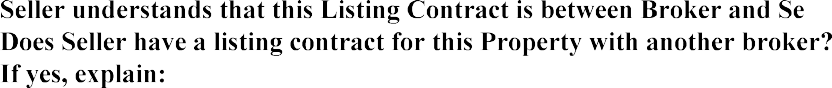 Seller understands that this Listing Contract is between Broker and Se
Does Seller have a listing contract for this Property with another broker?
If yes, explain: